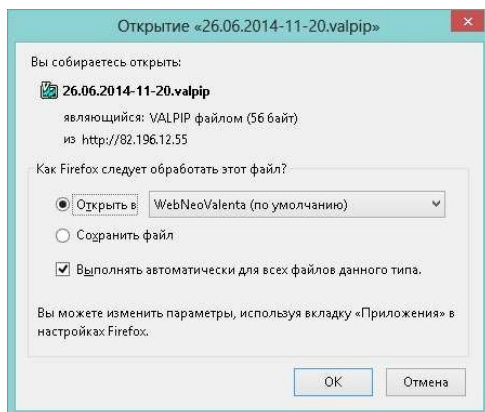 Открытие «26.06.2014-11-20.valpip»
Вы собираетесь открыть:
26.06.2014-11-20.valpip
являющийся: VALPIP файлом (56 байт)
из http://82.196.12.55
Как Firefox следует обработать этот файл?
Открыть в WebNeoValenta (по умолчанию)
Сохранить файл
Выполнять автоматически для всех файлов данного типа.
Вы можете изменить параметры, используя вкладку «Приложения» в
настройках Firefox.
OK Отмена